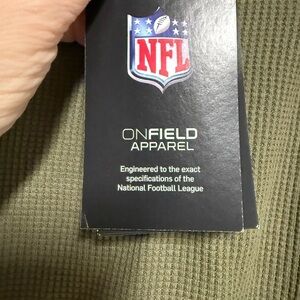 NFL
ONFIELD
APPAREL
Engineered to the exact
specifications of the
National Football League